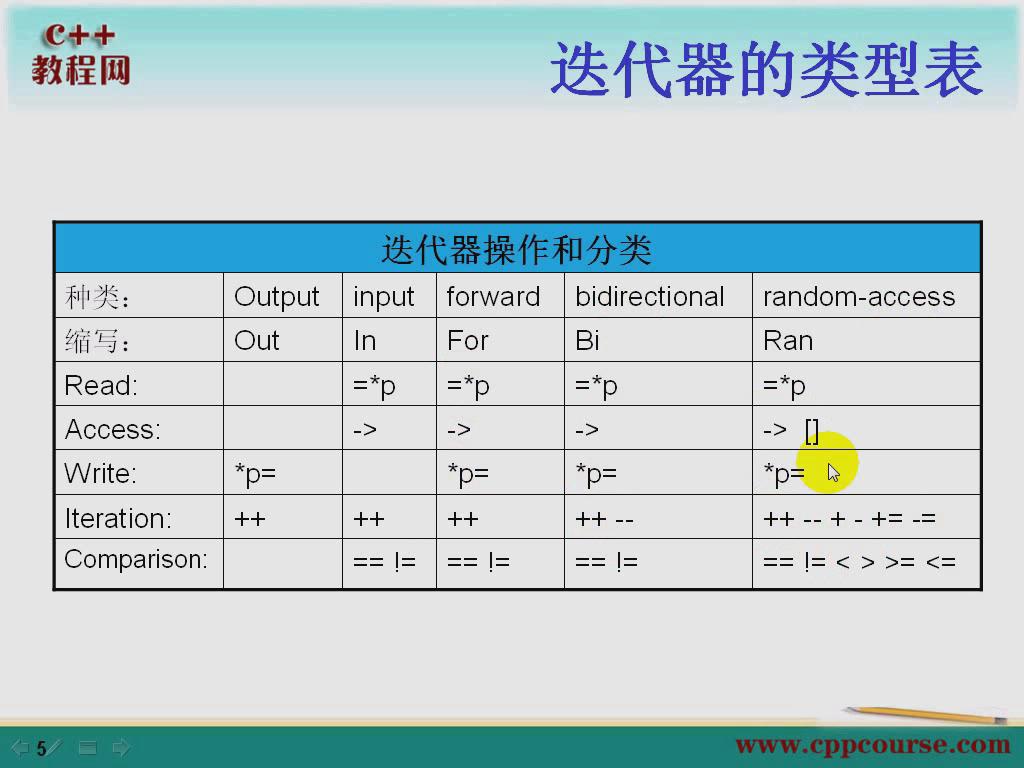 C++
教程网
迭代器的类型表
迭代器操作和分类
种类： Output input forward bidirectional random-access
缩写： Out In For Bi Ran
Read: =*p =*p =*p =*p
Access: -> -> -> -> []
Write: *p= *p= *p= *p=
Iteration: ++ ++ ++ ++ -- ++ -- + - += -=
Comparison: == != == != == != == != < > >= <=
5
www.cppcourse.com